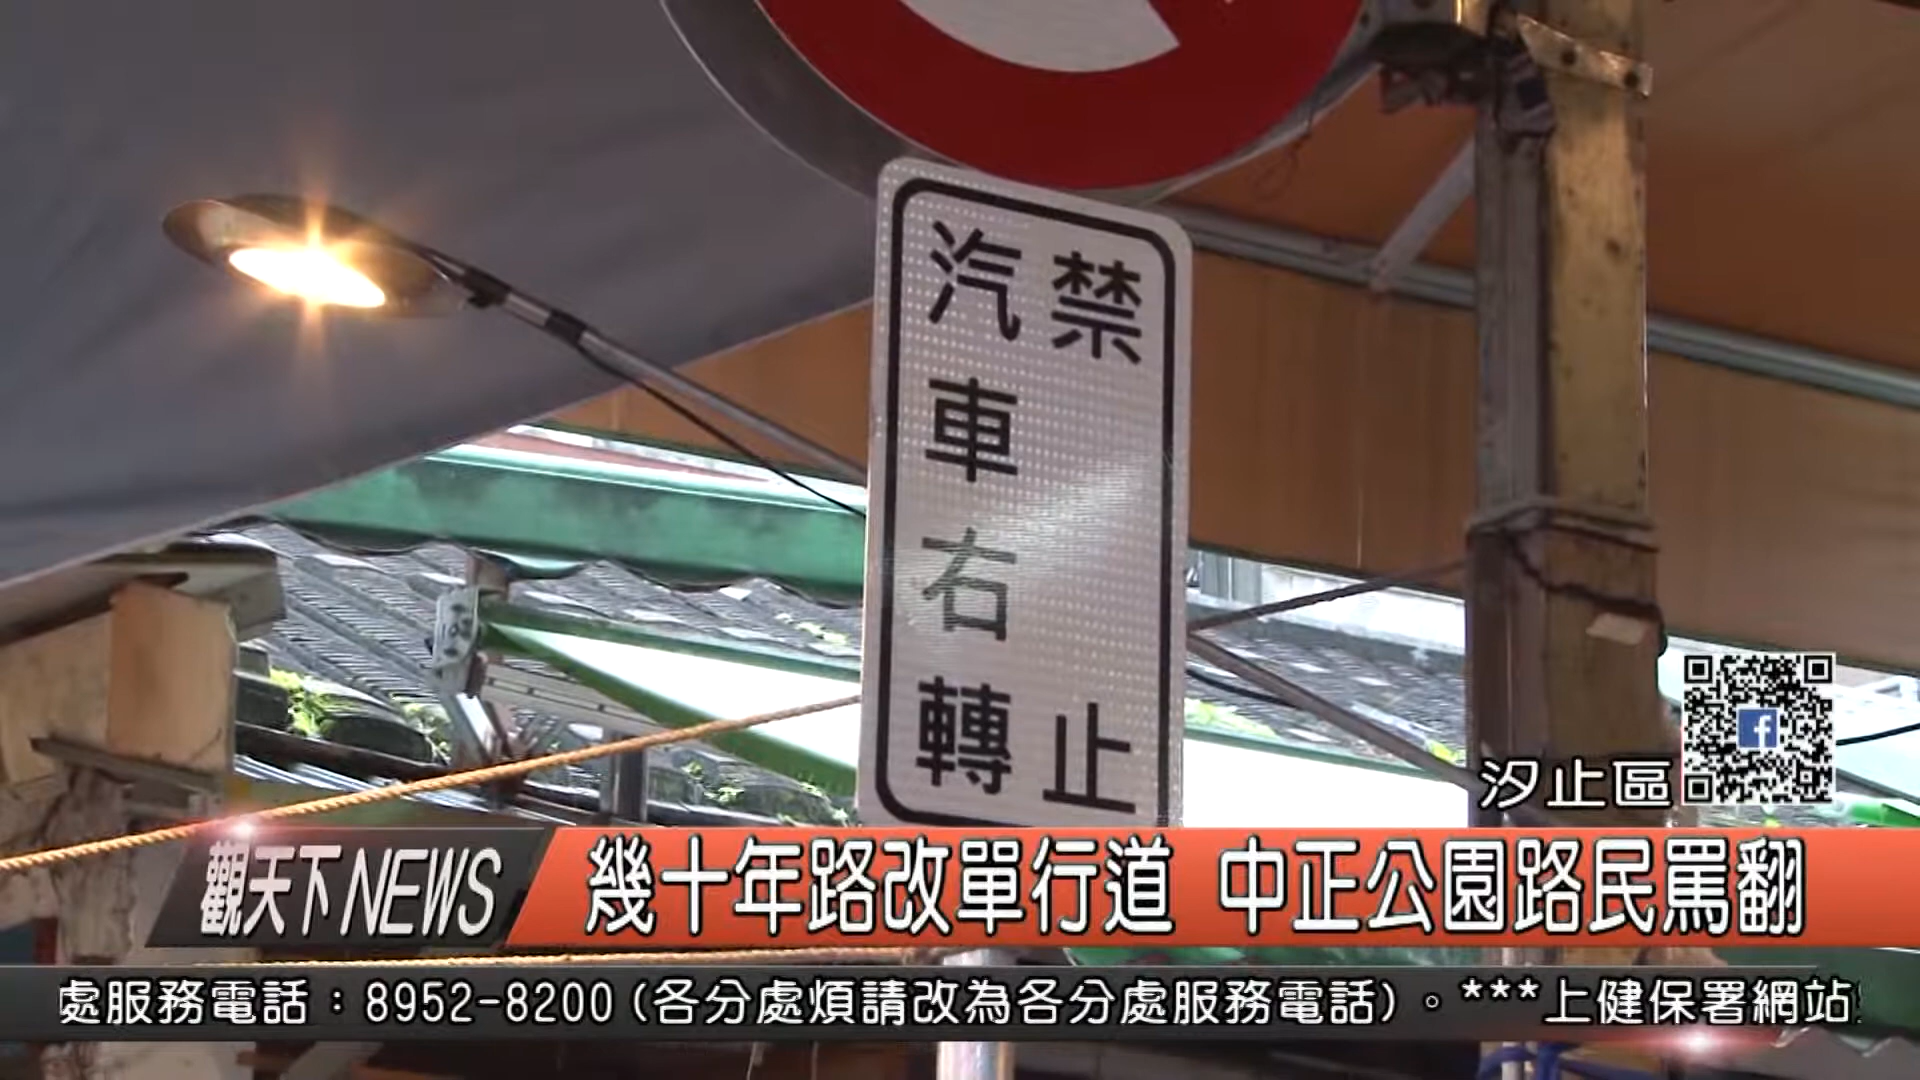 禁止
汽車右轉
汐止區
觀天下NEWS
幾十年路改單行道 中正公園路民罵翻
處服務電話：8952-8200(各分處煩請改為各分處服務電話)。***上健保署網站